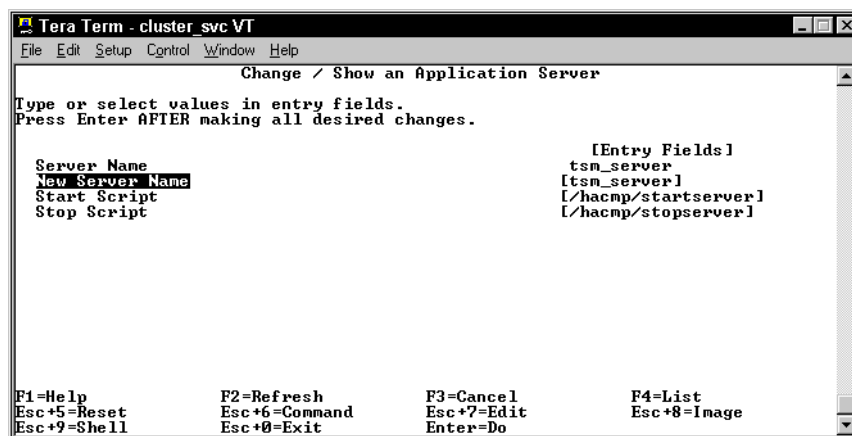 Tera Term - cluster_svc VT
File Edit Setup Control Window Help
Change / Show an Application Server
Type or select values in entry fields.
Press Enter AFTER making all desired changes.
[Entry Fields]
Server Name tsm_server
New Server Name [tsm_server]
Start Script [/hacmp/startserver]
Stop Script [/hacmp/stopserver]
F1=Help F2=Refresh F3=Cancel F4=List
Esc+5=Reset Esc+6=Command Esc+7=Edit Esc+8=Image
Esc+9=Shell Esc+0=Exit Enter=Do